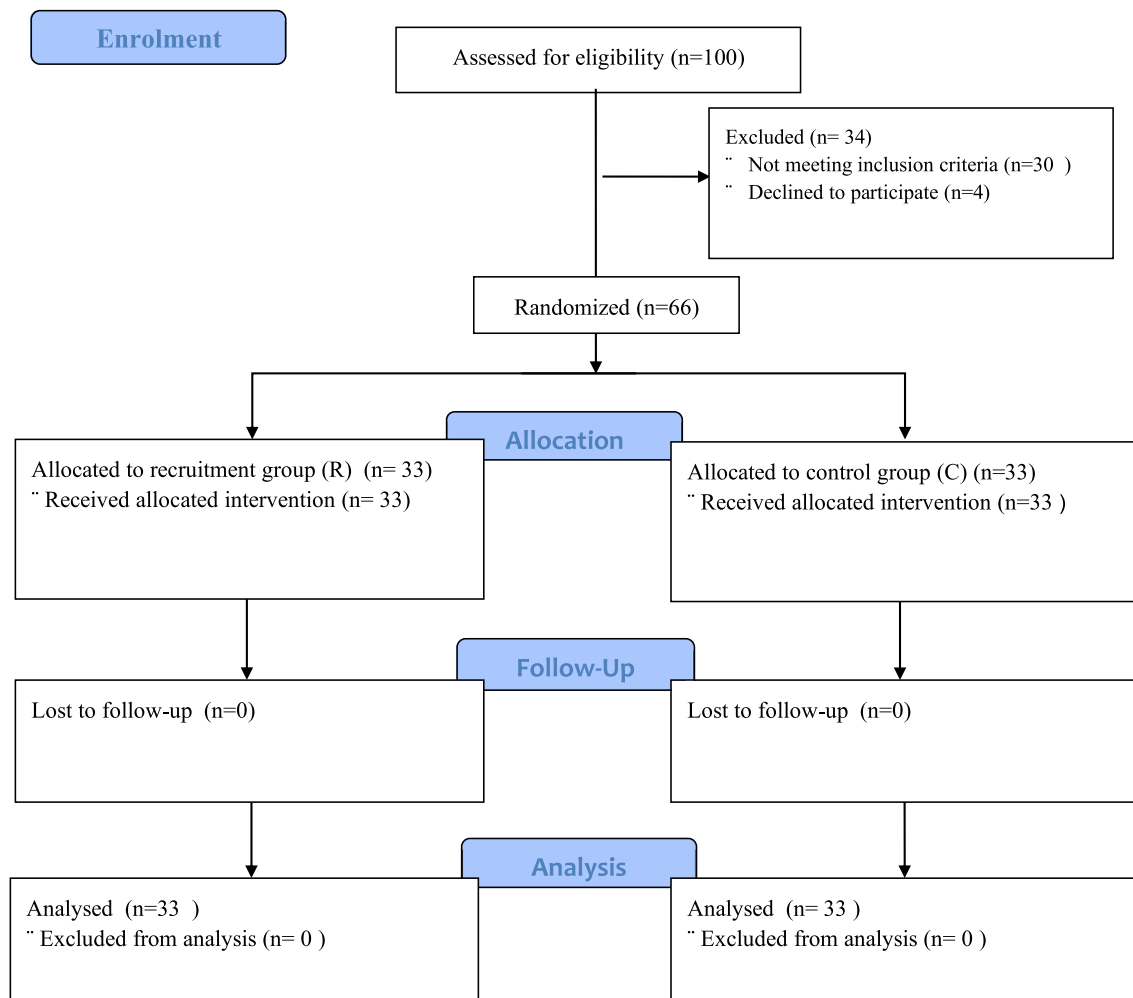 Enrolment
Assessed for eligibility (n=100)
Excluded (n= 34)
¨ Not meeting inclusion criteria (n=30 )
¨ Declined to participate (n=4)
Randomized (n=66)
Allocation
Allocated to recruitment group (R) (n= 33)
¨ Received allocated intervention (n= 33)
Allocated to control group (C) (n=33)
¨ Received allocated intervention (n=33 )
Follow-Up
Lost to follow-up (n=0)
Lost to follow-up (n=0)
Analysis
Analysed (n=33 )
¨ Excluded from analysis (n= 0 )
Analysed (n= 33 )
¨ Excluded from analysis (n= 0 )